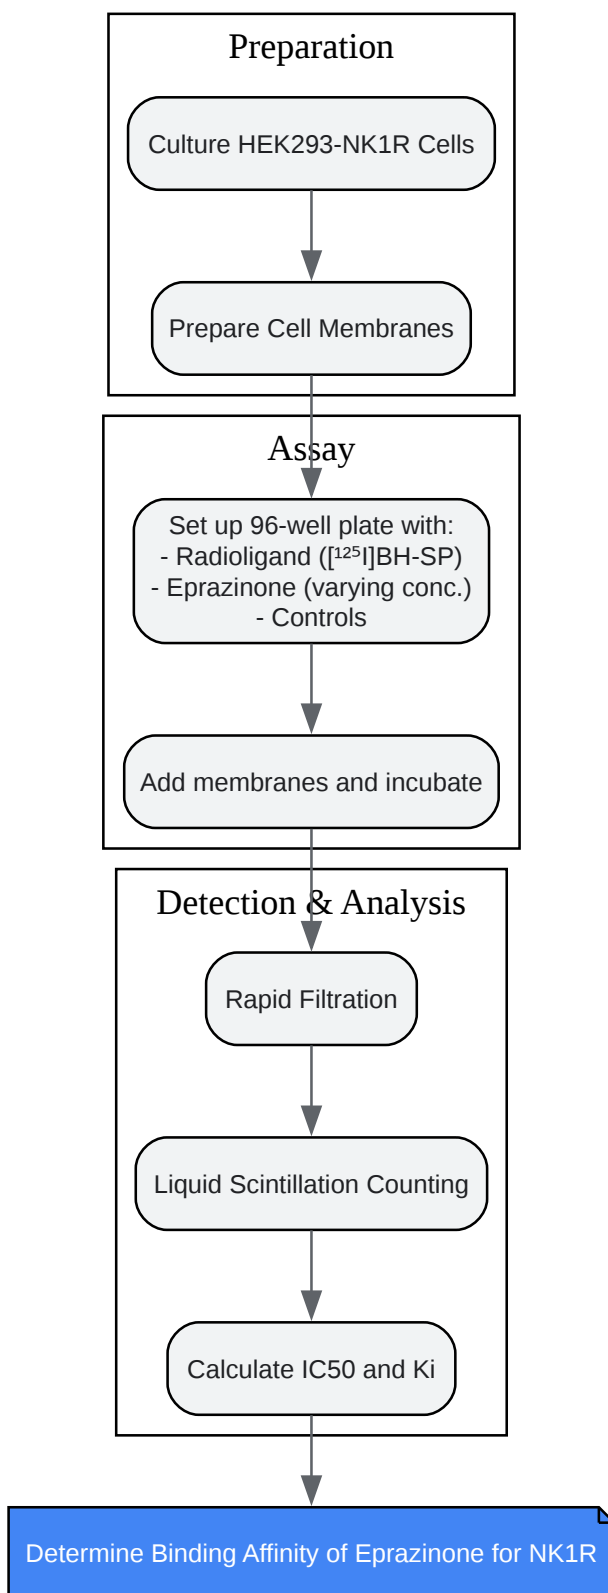 Preparation
Culture HEK293-NK1R Cells
Prepare Cell Membranes
Assay
Set up 96-well plate with:
- Radioligand ([¹²⁵I]BH-SP)
- Eprazinone (varying conc.)
- Controls
Add membranes and incubate
Detection & Analysis
Rapid Filtration
Liquid Scintillation Counting
Calculate IC50 and Ki
Determine Binding Affinity of Eprazinone for NK1R